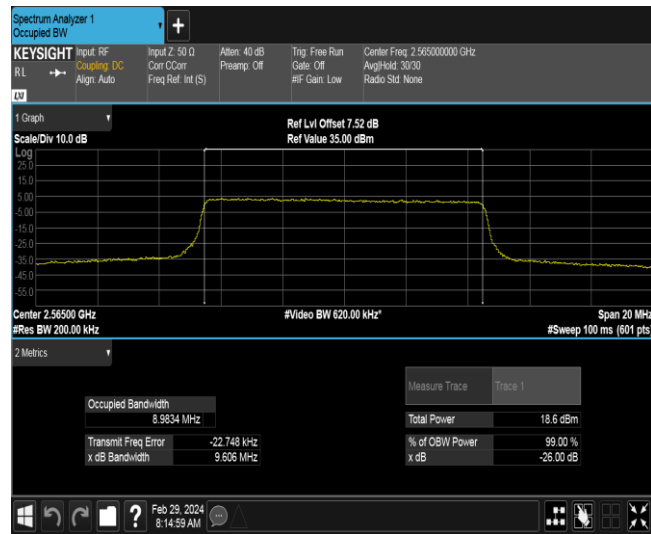 Spectrum Analyzer 1
Occupied BW
+
KEYSIGHT
R L
LXI
Input: RF
Coupling: DC
Align: Auto
Input Z: 50 Ω
Corr CCorr
Freq Ref: Int (S)
Atten: 40 dB
Preamp: Off
Trig: Free Run
Gate: Off
#IF Gain: Low
Center Freq: 2.565000000 GHz
Avg|Hold: 30/30
Radio Std: None
1 Graph
Scale/Div 10.0 dB
Ref Lvl Offset 7.52 dB
Ref Value 35.00 dBm
Log
25.0
15.0
5.00
-5.00
-15.0
-25.0
-35.0
-45.0
-55.0
Center 2.56500 GHz
#Res BW 200.00 kHz
#Video BW 620.00 kHz*
Span 20 MHz
#Sweep 100 ms (601 pts)
2 Metrics
Measure Trace Trace 1
Occupied Bandwidth
8.9834 MHz
Total Power 18.6 dBm
Transmit Freq Error -22.748 kHz
% of OBW Power 99.00 %
x dB Bandwidth 9.606 MHz
x dB -26.00 dB
?
Feb 29, 2024
8:14:59 AM